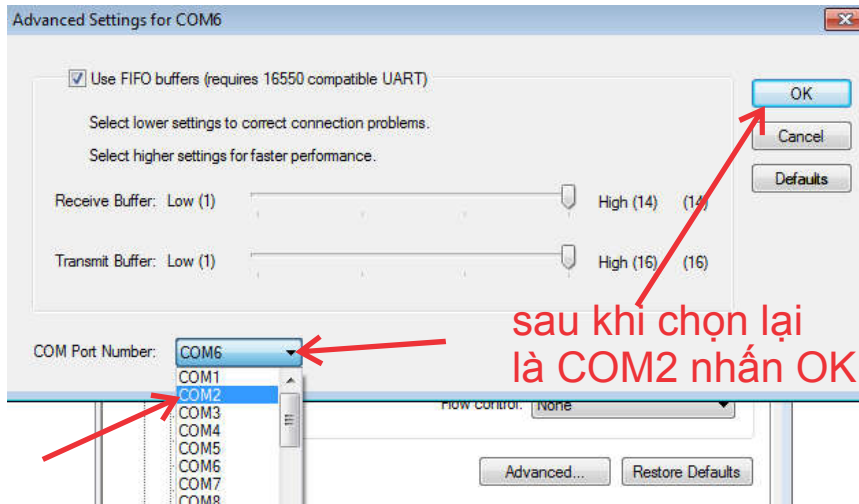 Advanced Settings for COM6
Use FIFO buffers (requires 16550 compatible UART)
OK
Select lower settings to correct connection problems.
Cancel
Select higher settings for faster performance.
Defaults
Receive Buffer: Low (1) High (14) (14)
Transmit Buffer: Low (1) High (16) (16)
sau khi chọn lại
là COM2 nhấn OK
COM Port Number: COM6
COM1
COM2
COM3
COM4
COM5
COM6
COM7
COM8
Flow control: None
Advanced... Restore Defaults